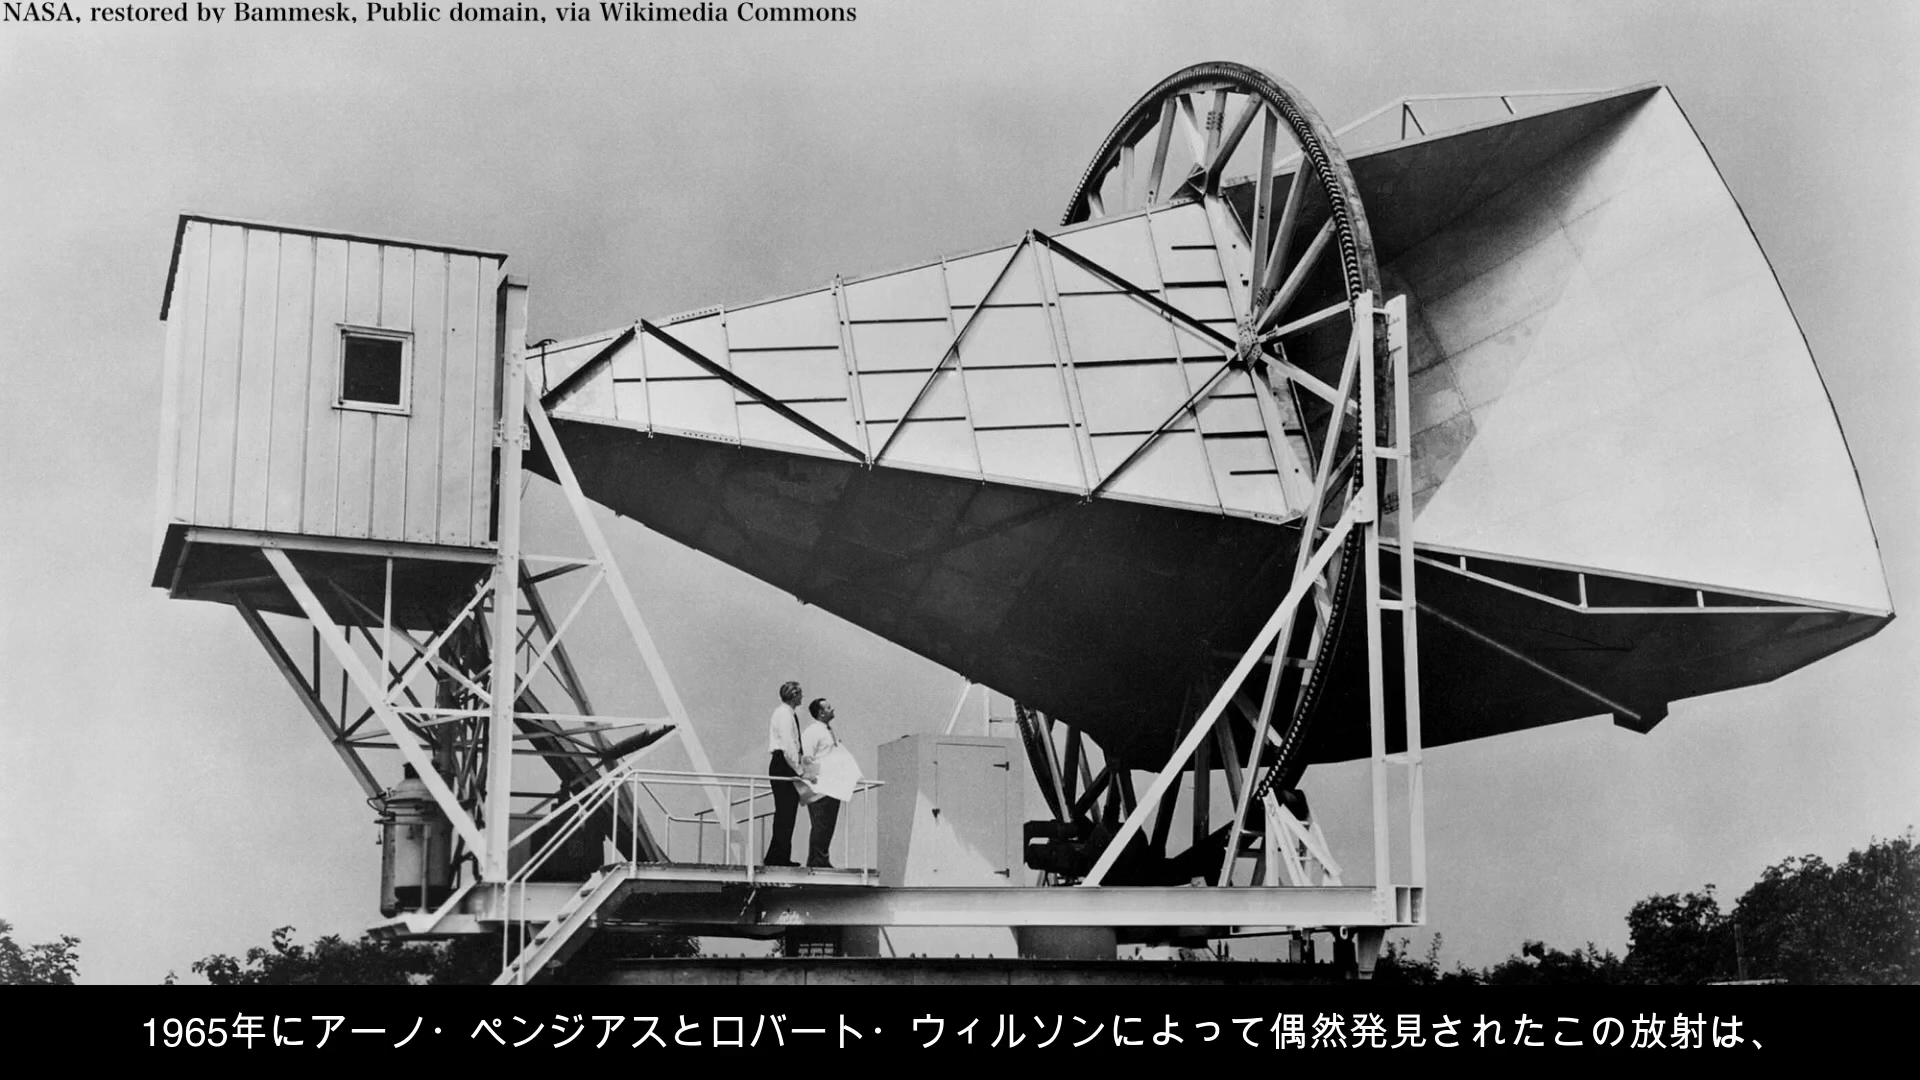 NASA, restored by Bammesk, Public domain, via Wikimedia Commons
1965年にアーノ・ペンジアスとロバート・ウィルソンによって偶然発見されたこの放射は、